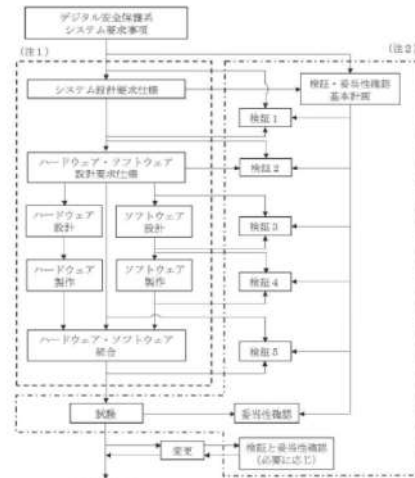 デジタル安全保護系
システム要求事項
(注1)
(注2)
システム設計要求仕様
検証・妥当性確認
基本計画
検証1
ハードウェア・ソフトウェア
設計要求仕様
検証2
ハードウェア
設計
ソフトウェア
設計
検証3
ハードウェア
製作
ソフトウェア
製作
検証4
ハードウェア・ソフトウェア
統合
検証5
試験
妥当性確認
変更
検証と妥当性確認
(必要に応じ)